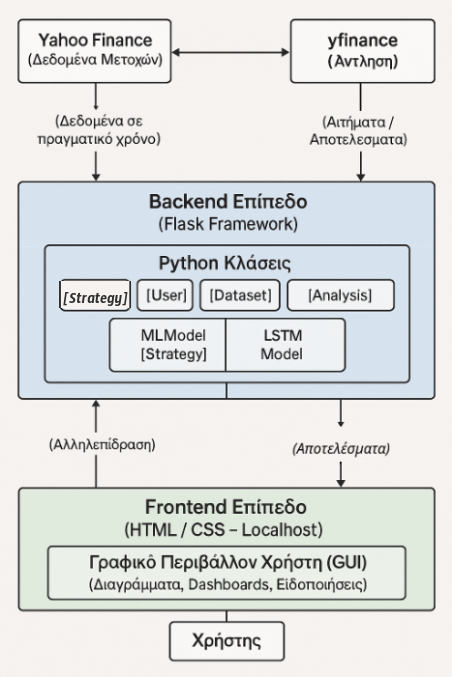 Yahoo Finance
(Δεδομένα Μετοχών)
yfinance
(Άντληση)
(Δεδομένα σε
πραγματικό χρόνο)
(Αιτήματα /
Αποτελεσματα)
Backend Επίπεδο
(Flask Framework)
Python Κλάσεις
[Strategy]
[User]
[Dataset]
[Analysis]
MLModel
[Strategy]
LSTM
Model
(Αλληλεπίδραση)
(Αποτελέσματα)
Frontend Επίπεδο
(HTML / CSS – Localhost)
Γραφικό Περιβάλλον Χρήστη (GUI)
(Διαγράμματα, Dashboards, Ειδοποιήσεις)
Χρήστης